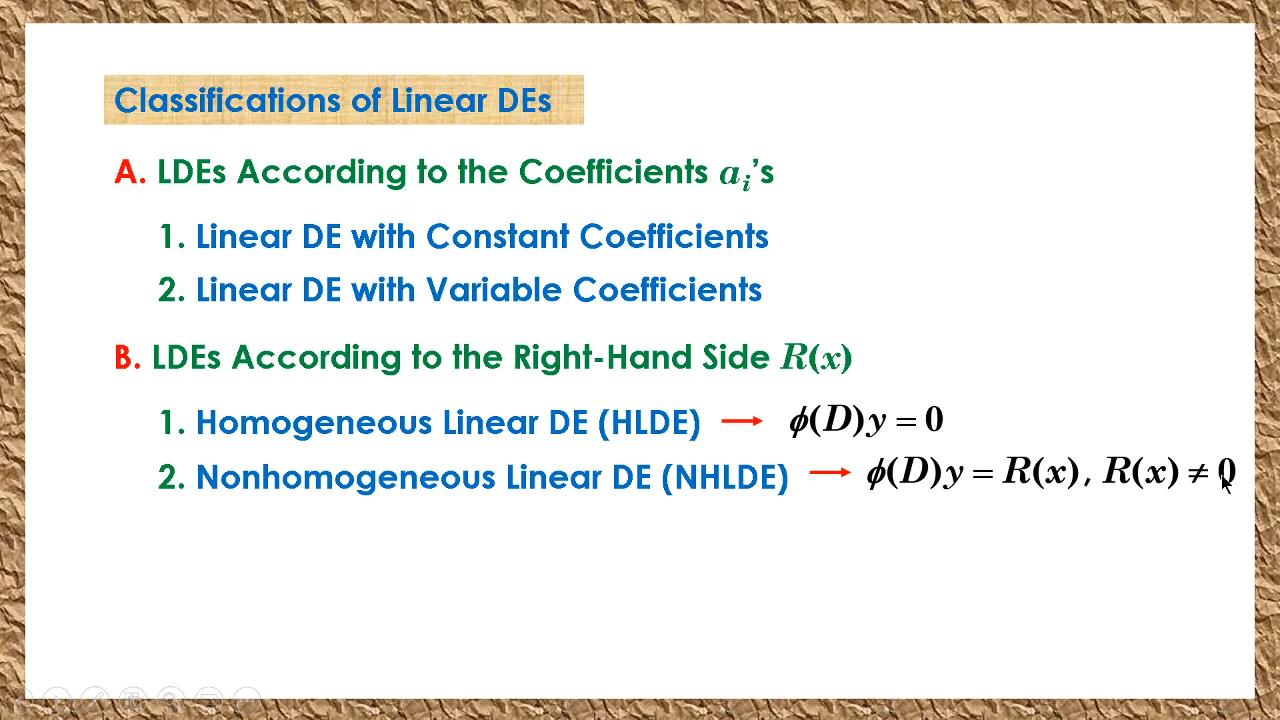 Classifications of Linear DEs
A. LDEs According to the Coefficients aᵢ's
1. Linear DE with Constant Coefficients
2. Linear DE with Variable Coefficients
B. LDEs According to the Right-Hand Side R(x)
1. Homogeneous Linear DE (HLDE) → ϕ(D)y = 0
2. Nonhomogeneous Linear DE (NHLDE) → ϕ(D)y = R(x), R(x) ≠ 0